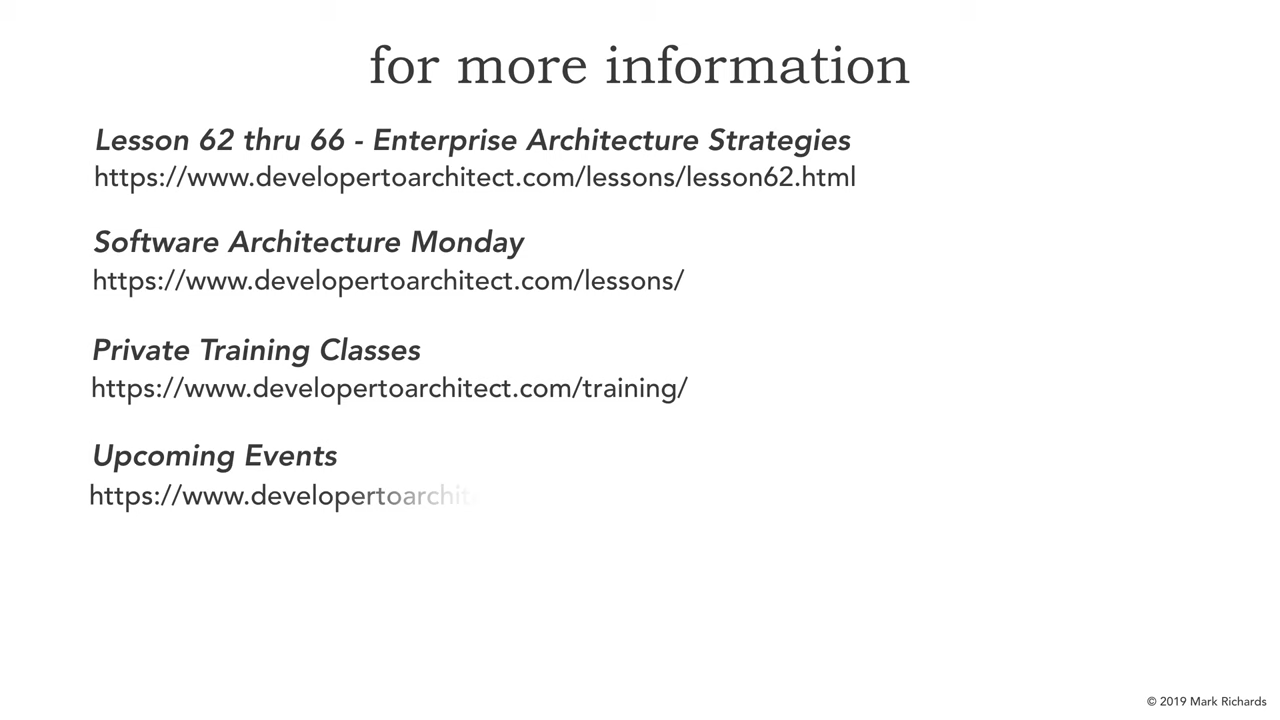 for more information
Lesson 62 thru 66 - Enterprise Architecture Strategies
https://www.developertoarchitect.com/lessons/lesson62.html
Software Architecture Monday
https://www.developertoarchitect.com/lessons/
Private Training Classes
https://www.developertoarchitect.com/training/
Upcoming Events
https://www.developertoarchit
© 2019 Mark Richards